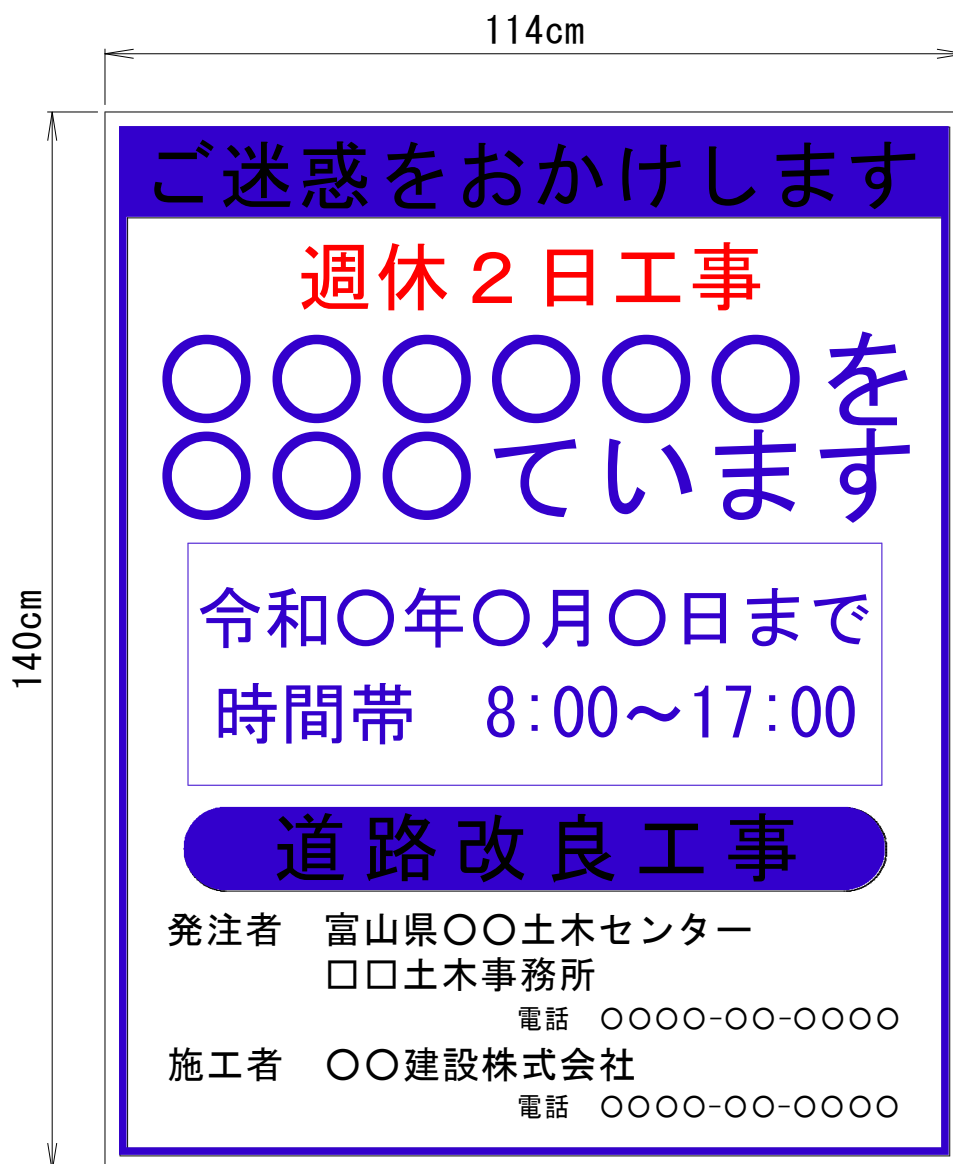 114cm
140cm
ご迷惑をおかけします
週休２日工事
〇〇〇〇〇〇を
〇〇〇ています
令和〇年〇月〇日まで
時間帯　8:00～17:00
道路改良工事
発注者　富山県〇〇土木センター
□□土木事務所
電話　〇〇〇〇-〇〇-〇〇〇〇
施工者　〇〇建設株式会社
電話　〇〇〇〇-〇〇-〇〇〇〇